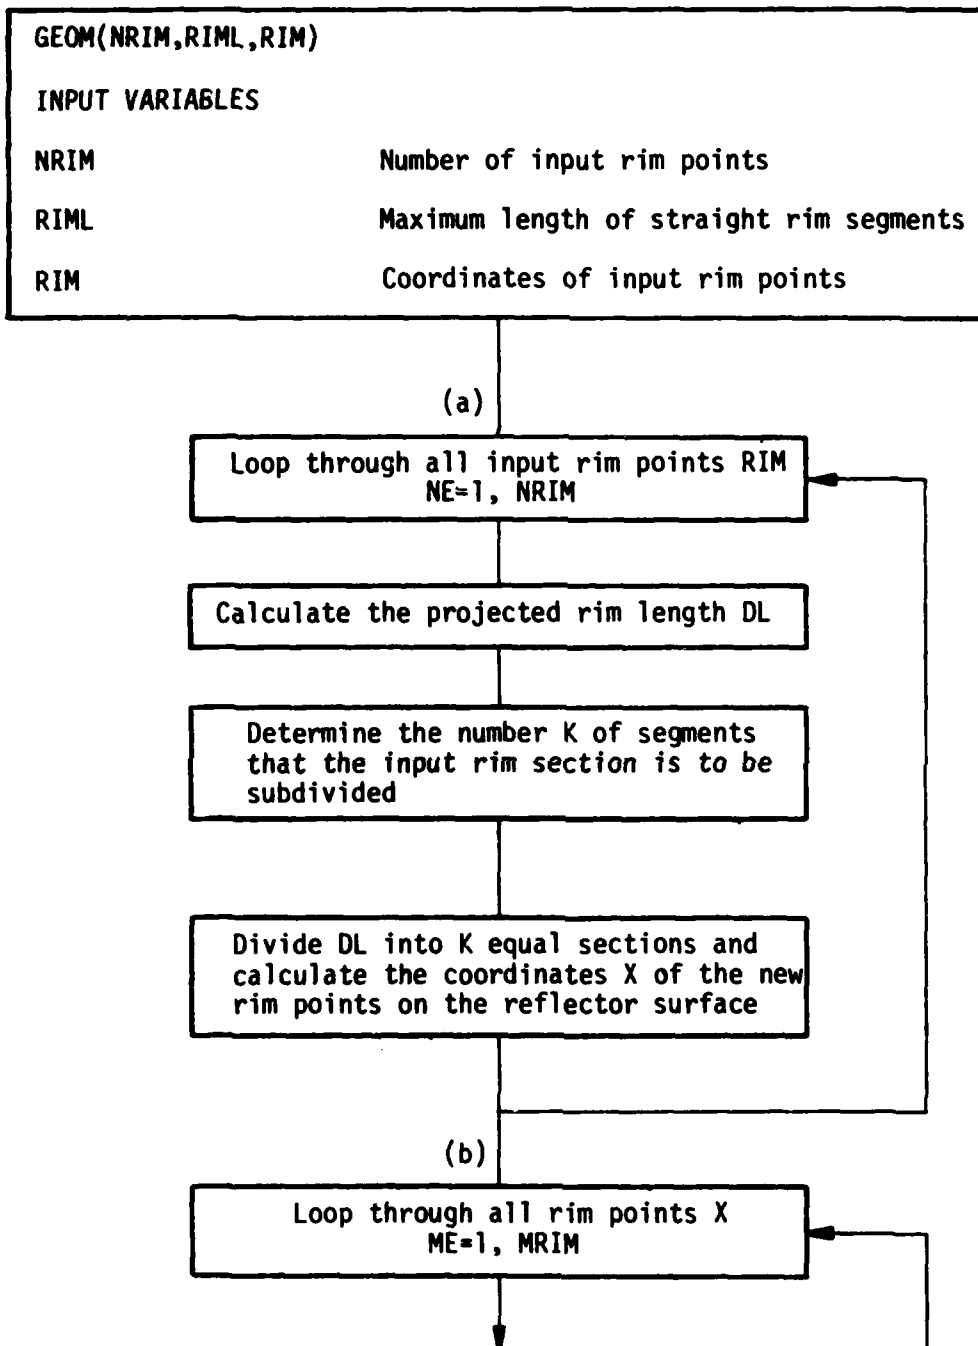 GEOM(NRIM,RIML,RIM)
INPUT VARIABLES
NRIM Number of input rim points
RIML Maximum length of straight rim segments
RIM Coordinates of input rim points
(a)
Loop through all input rim points RIM
NE=1, NRIM
Calculate the projected rim length DL
Determine the number K of segments
that the input rim section is to be
subdivided
Divide DL into K equal sections and
calculate the coordinates X of the new
rim points on the reflector surface
(b)
Loop through all rim points X
ME=1, MRIM